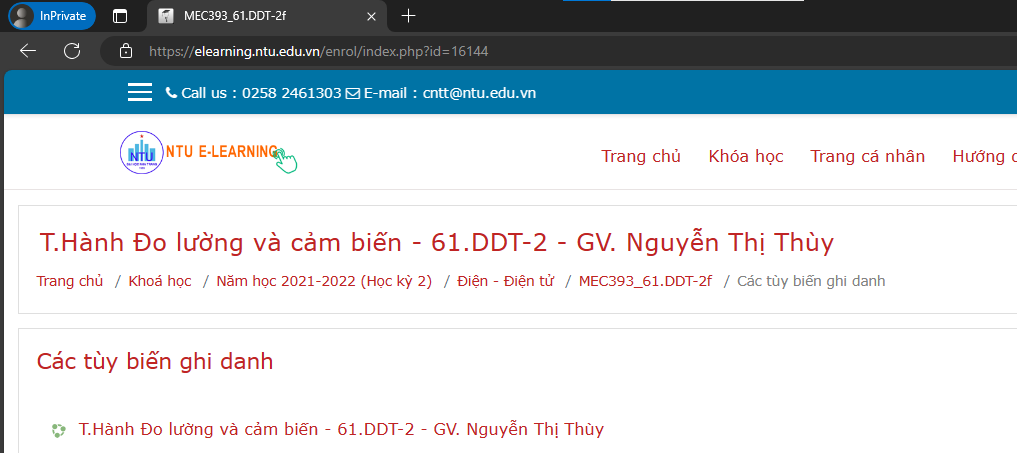 InPrivate
MEC393_61.DDT-2f
https://elearning.ntu.edu.vn/enrol/index.php?id=16144
Call us : 0258 2461303 E-mail : cntt@ntu.edu.vn
NTU
NTU E-LEARNING
Trang chủ Khóa học Trang cá nhân Hướng
T.Hành Đo lường và cảm biến - 61.DDT-2 - GV. Nguyễn Thị Thùy
Trang chủ / Khoá học / Năm học 2021-2022 (Học kỳ 2) / Điện - Điện tử / MEC393_61.DDT-2f / Các tùy biến ghi danh
Các tùy biến ghi danh
T.Hành Đo lường và cảm biến - 61.DDT-2 - GV. Nguyễn Thị Thùy